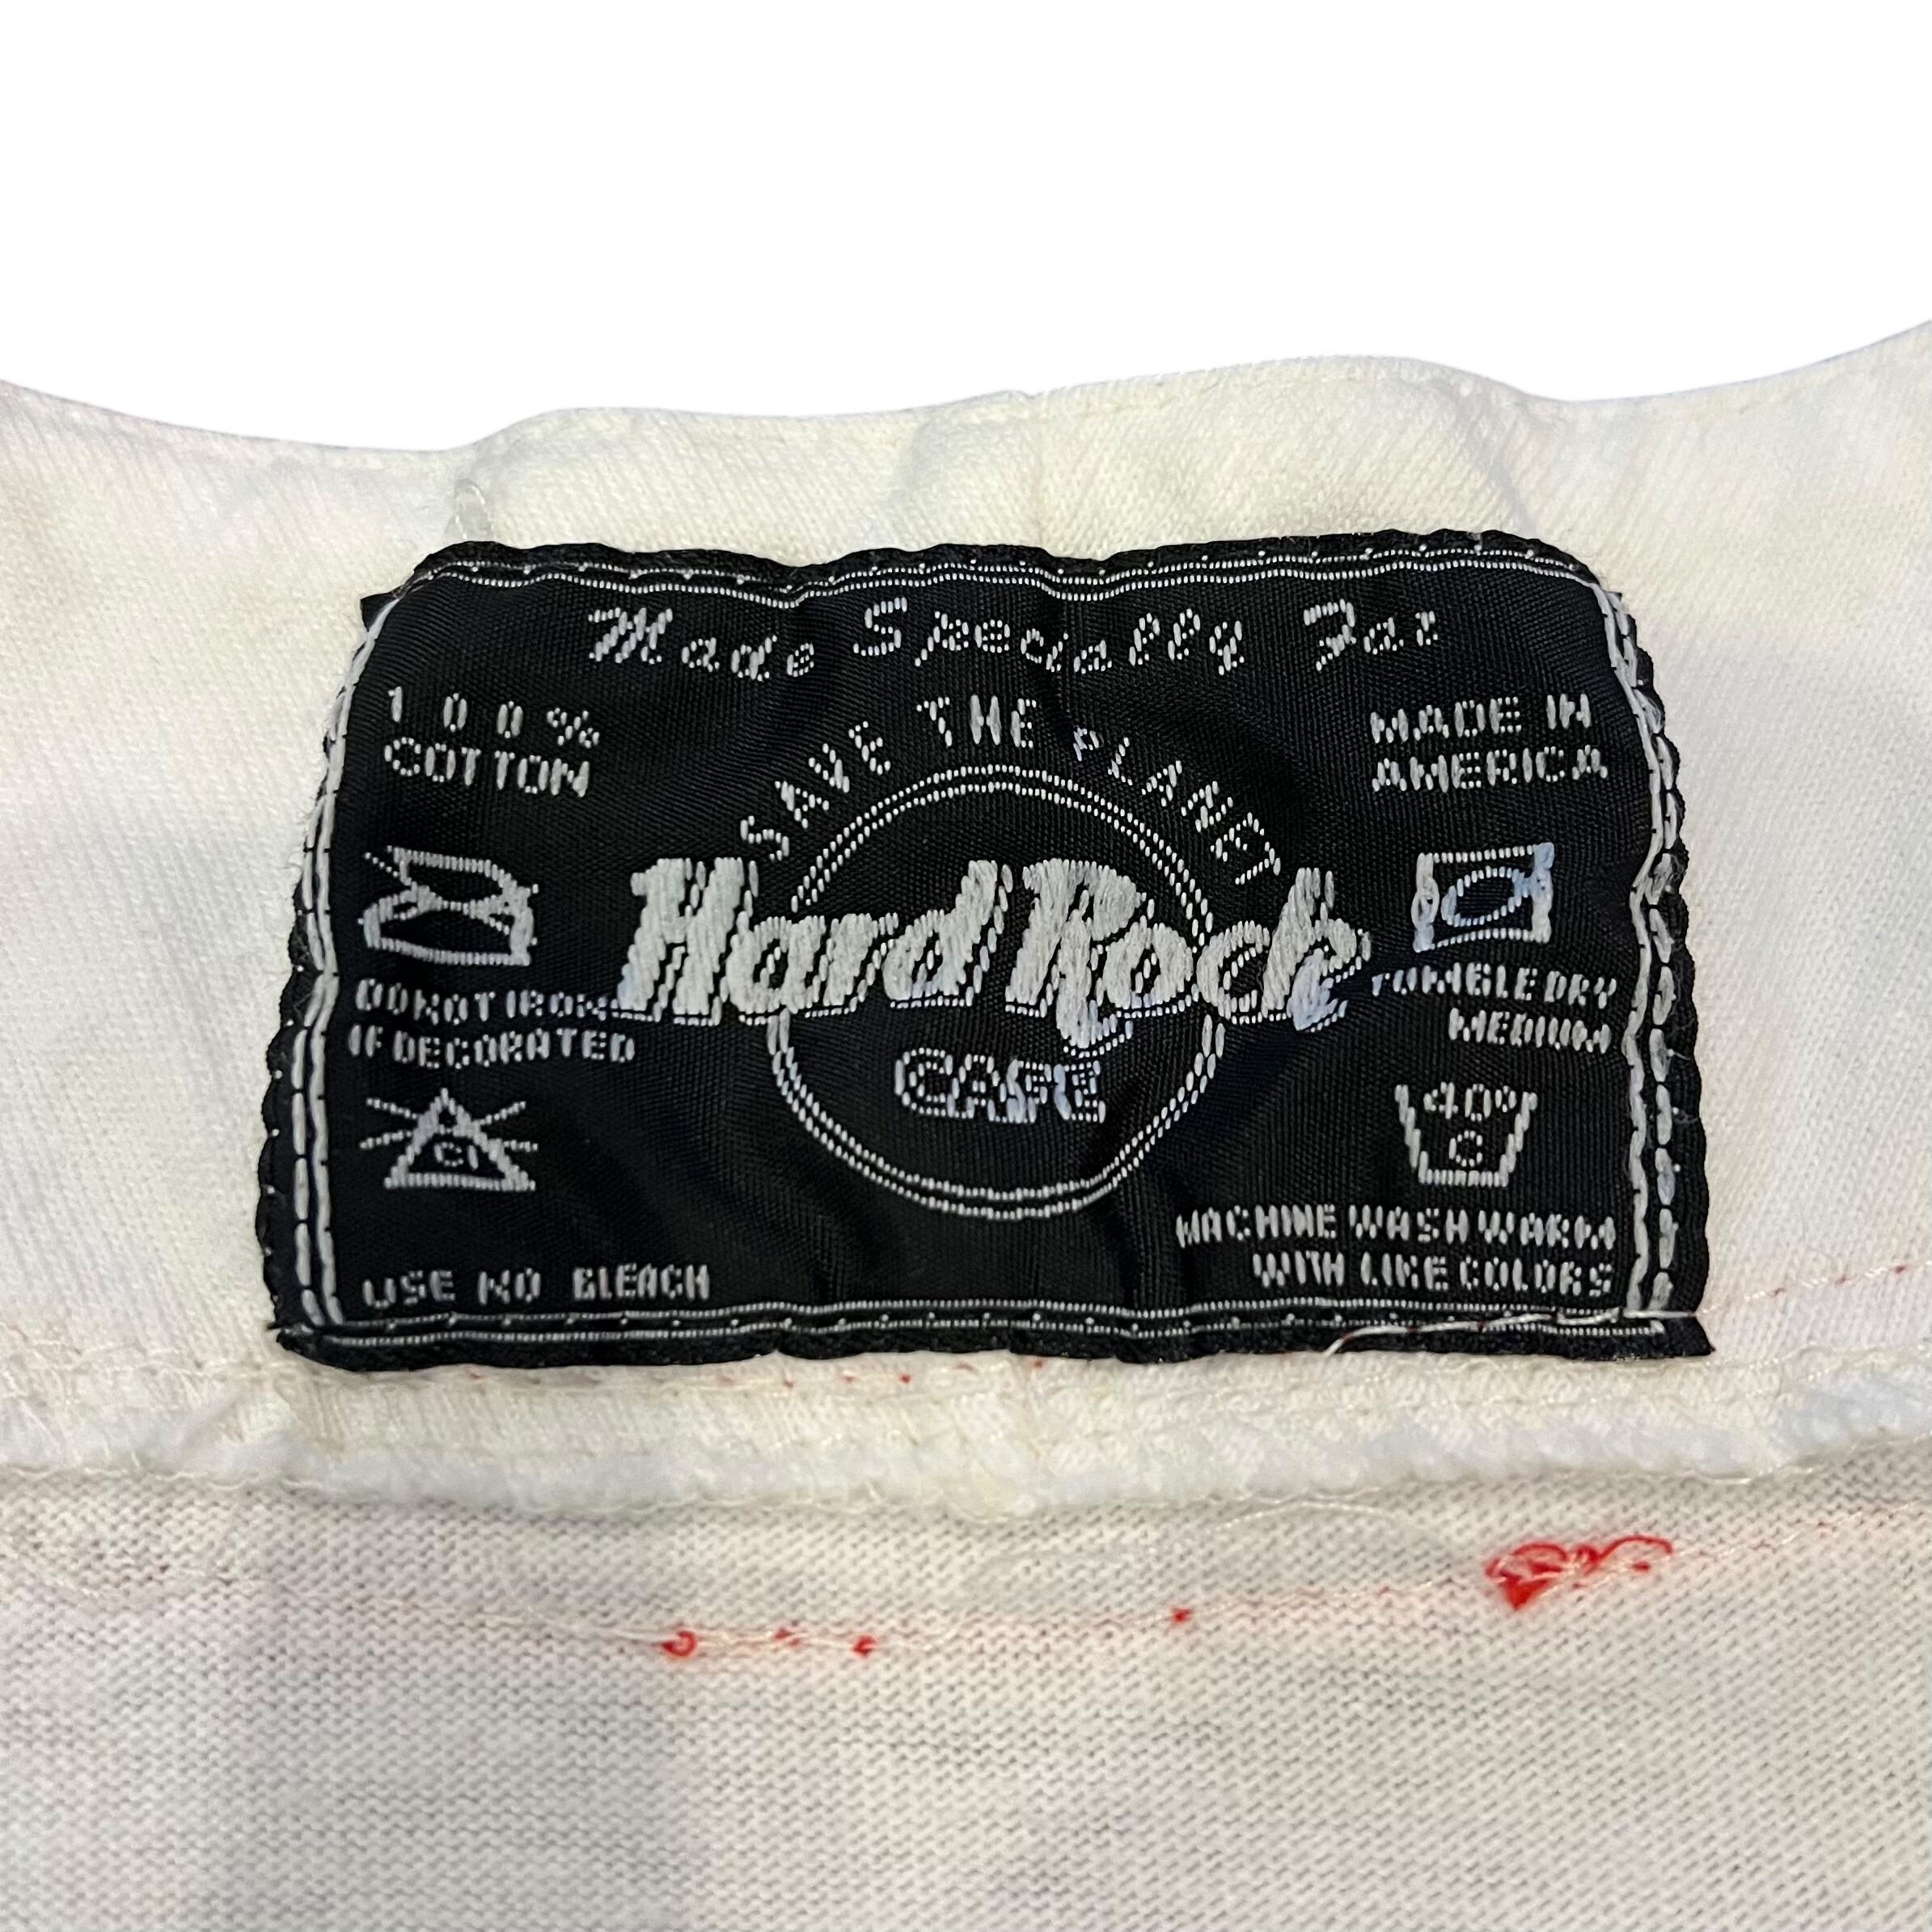 Made Specially For
100%
COTTON
MADE IN
AMERICA
SAVE THE PLANET
Hard Rock
CAFE
DO NOT IRON
IF DECORATED
TUMBLE DRY
MEDIUM
Cl
40°
C
USE NO BLEACH
MACHINE WASH WARM
WITH LIKE COLORS